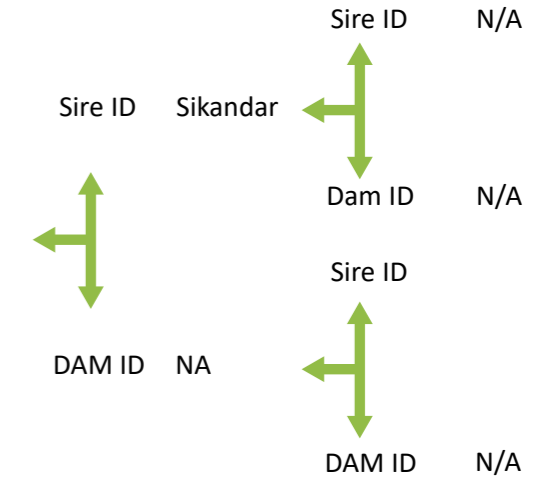 Sire ID N/A
Sire ID Sikandar
Dam ID N/A
Sire ID
DAM ID NA
DAM ID N/A